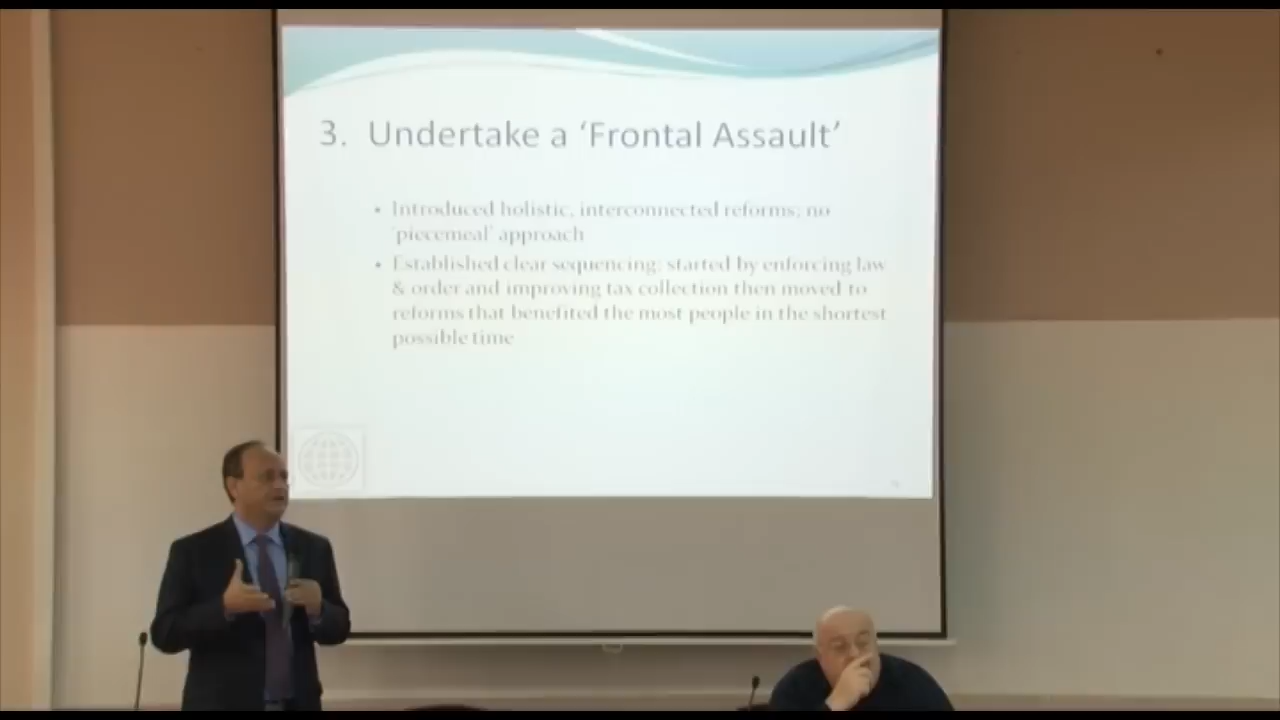 3. Undertake a ‘Frontal Assault’
• Introduced holistic, interconnected reforms; no
‘piecemeal’ approach
• Established clear sequencing: started by enforcing law
& order and improving tax collection then moved to
reforms that benefited the most people in the shortest
possible time